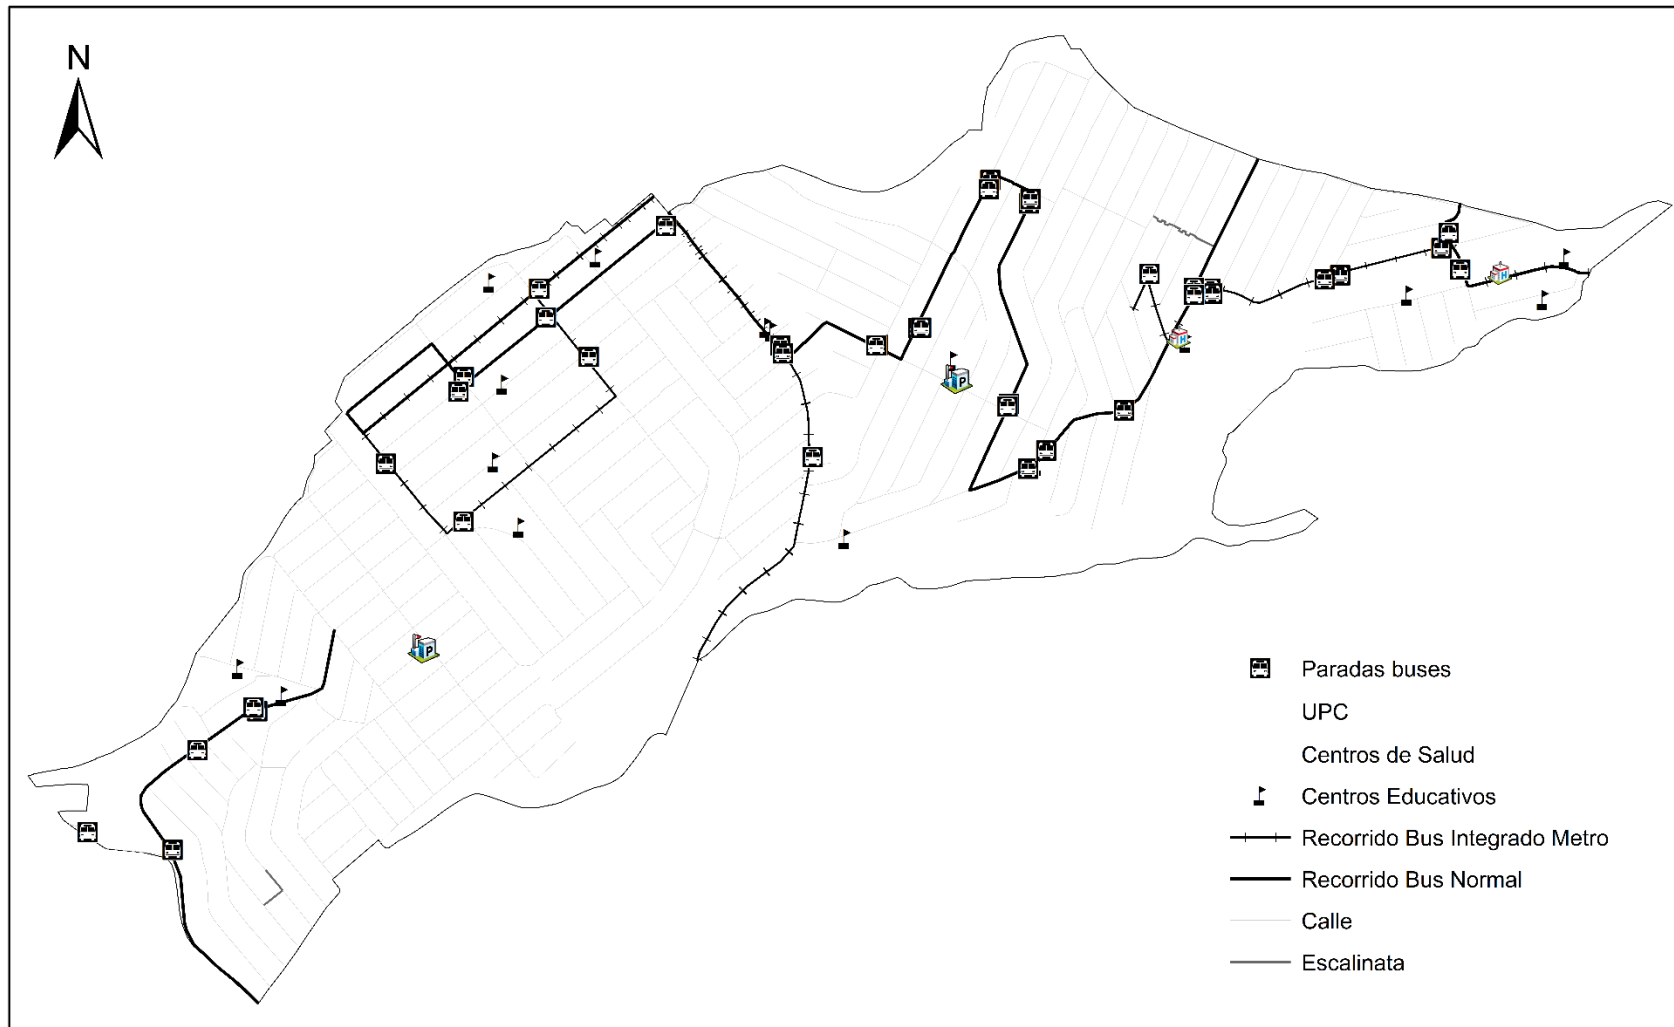 N
Paradas buses
UPC
Centros de Salud
Centros Educativos
Recorrido Bus Integrado Metro
Recorrido Bus Normal
Calle
Escalinata